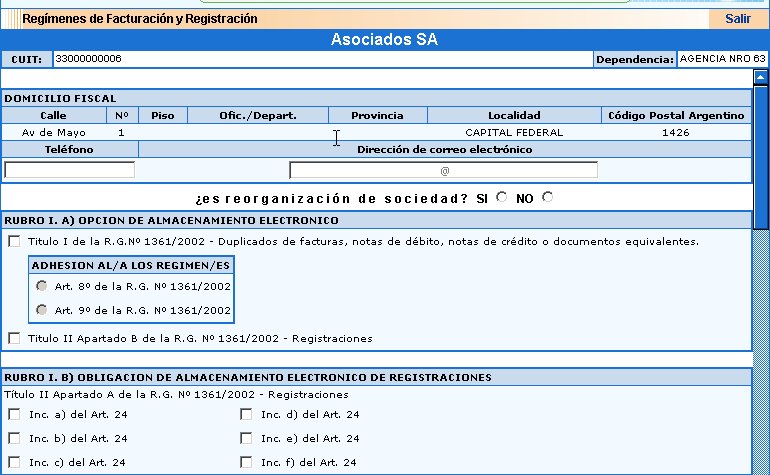 Regímenes de Facturación y Registración Salir
Asociados SA
CUIT: 33000000006 Dependencia: AGENCIA NRO 63
DOMICILIO FISCAL
Calle Nº Piso Ofic./Depart. Provincia Localidad Código Postal Argentino
Av de Mayo 1 CAPITAL FEDERAL 1426
Teléfono Dirección de correo electrónico
@
¿es reorganización de sociedad? SI NO
RUBRO I. A) OPCION DE ALMACENAMIENTO ELECTRONICO
Titulo I de la R.G.Nº 1361/2002 - Duplicados de facturas, notas de débito, notas de crédito o documentos equivalentes.
ADHESION AL/A LOS REGIMEN/ES
Art. 8º de la R.G. Nº 1361/2002
Art. 9º de la R.G. Nº 1361/2002
Titulo II Apartado B de la R.G. Nº 1361/2002 - Registraciones
RUBRO I. B) OBLIGACION DE ALMACENAMIENTO ELECTRONICO DE REGISTRACIONES
Título II Apartado A de la R.G. Nº 1361/2002 - Registraciones
Inc. a) del Art. 24 Inc. d) del Art. 24
Inc. b) del Art. 24 Inc. e) del Art. 24
Inc. c) del Art. 24 Inc. f) del Art. 24